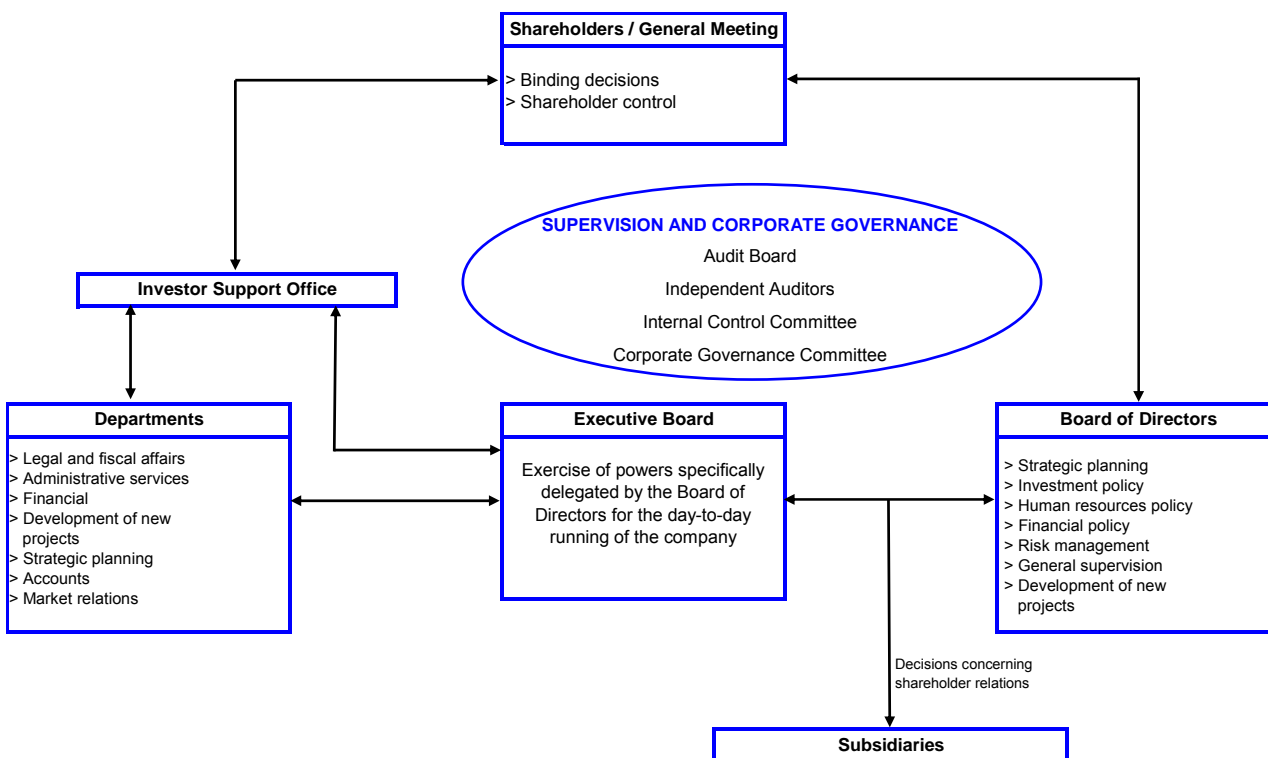 Shareholders / General Meeting
> Binding decisions
> Shareholder control
SUPERVISION AND CORPORATE GOVERNANCE
Audit Board
Independent Auditors
Internal Control Committee
Corporate Governance Committee
Investor Support Office
Departments
> Legal and fiscal affairs
> Administrative services
> Financial
> Development of new
projects
> Strategic planning
> Accounts
> Market relations
Executive Board
Exercise of powers specifically
delegated by the Board of
Directors for the day-to-day
running of the company
Board of Directors
> Strategic planning
> Investment policy
> Human resources policy
> Financial policy
> Risk management
> General supervision
> Development of new
projects
Decisions concerning
shareholder relations
Subsidiaries